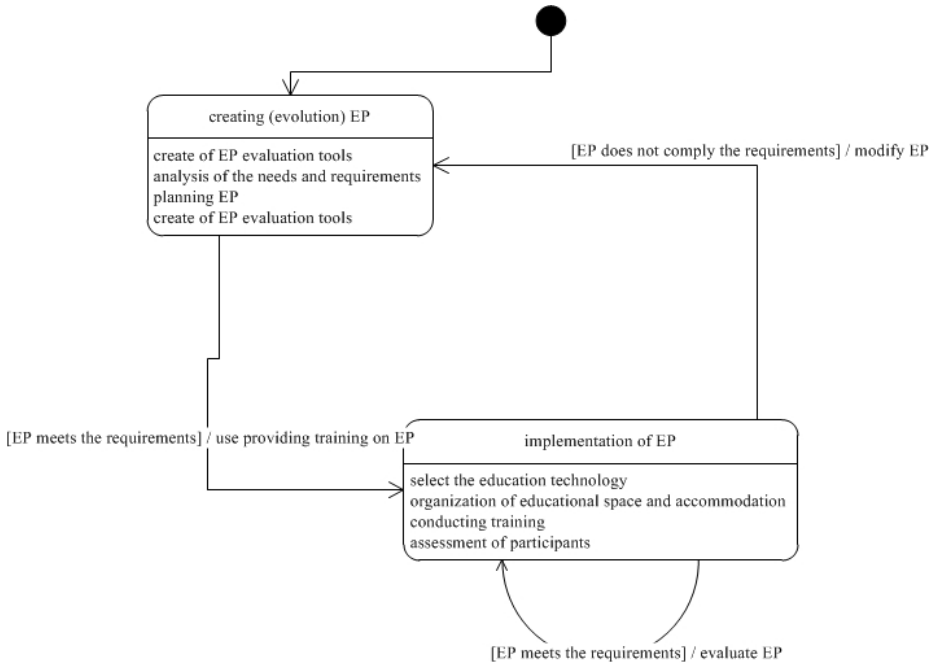 creating (evolution) EP
create of EP evaluation tools
analysis of the needs and requirements
planning EP
create of EP evaluation tools
[EP does not comply the requirements] / modify EP
[EP meets the requirements] / use providing training on EP
implementation of EP
select the education technology
organization of educational space and accommodation
conducting training
assessment of participants
[EP meets the requirements] / evaluate EP